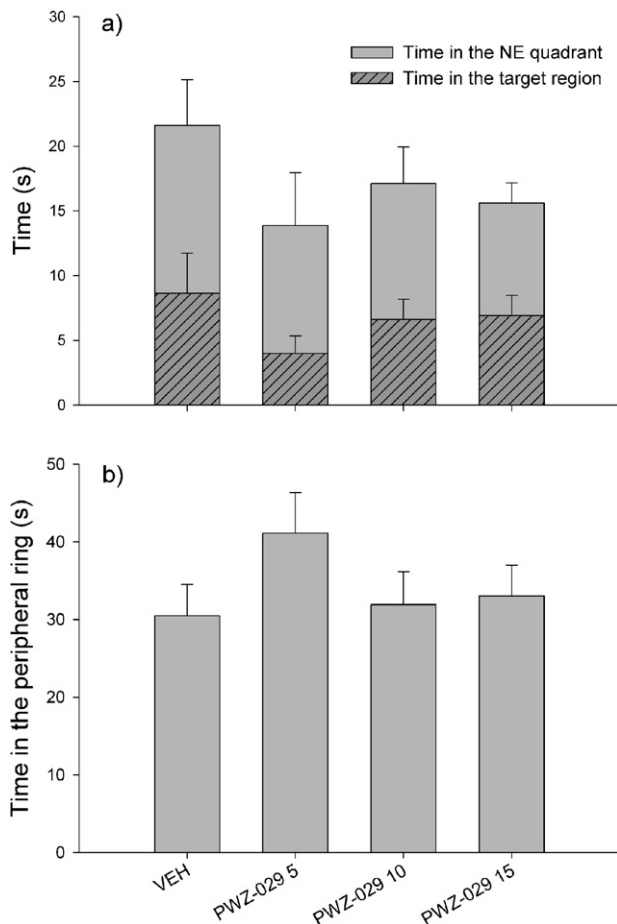 a)
Time in the NE quadrant
Time in the target region
Time (s)
30
25
20
15
10
5
0
b)
Time in the peripheral ring (s)
50
40
30
20
10
0
VEH
PWZ-029 5
PWZ-029 10
PWZ-029 15